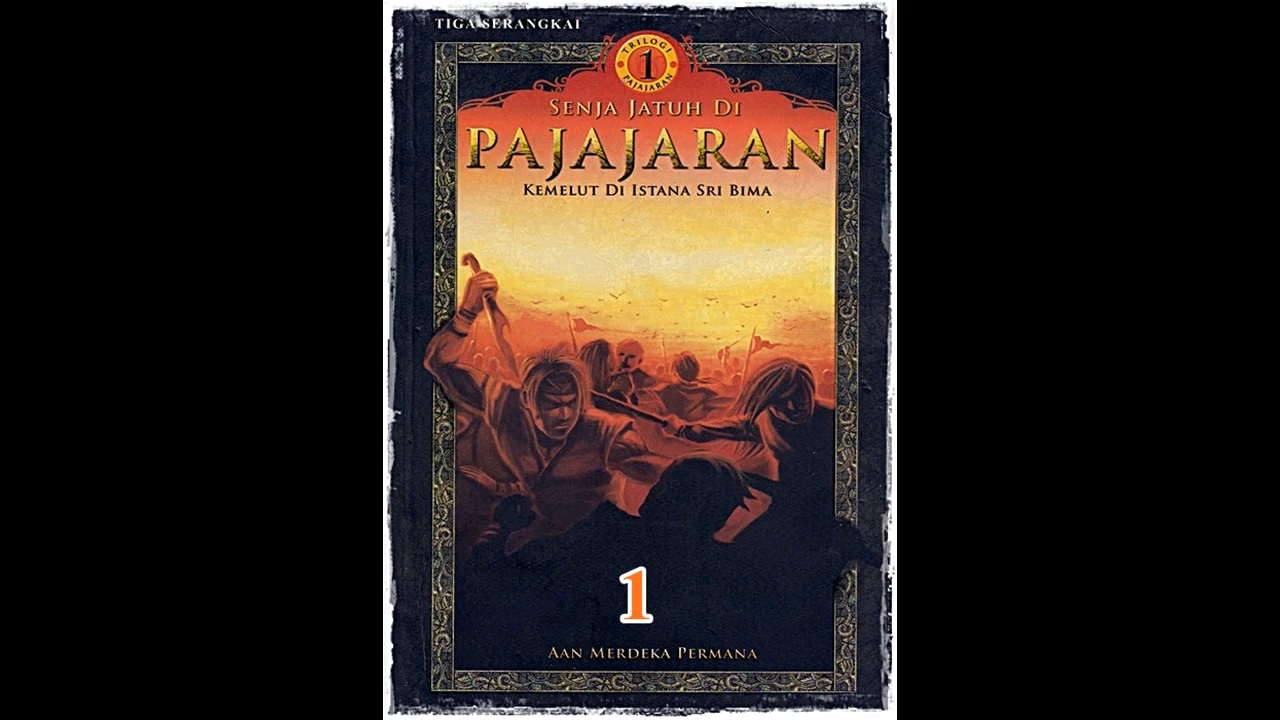 TIGA SERANGKAI
TRILOGI
1
PAJAJARAN
SENJA JATUH DI
PAJAJARAN
KEMELUT DI ISTANA SRI BIMA
1
AAN MERDEKA PERMANA